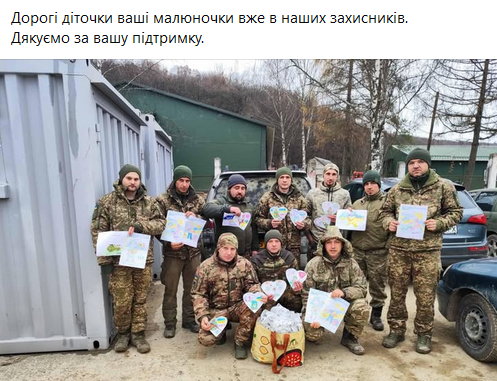 Дорогі діточки ваші малюночки вже в наших захисників.
Дякуємо за вашу підтримку.